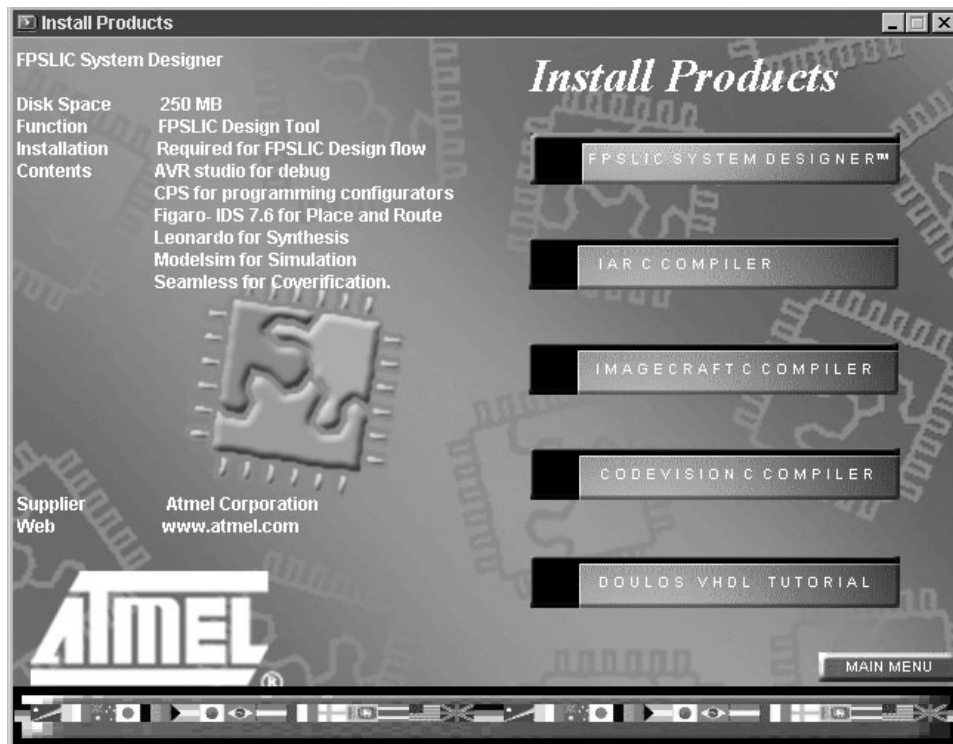 Install Products
FPSLIC System Designer
Disk Space 250 MB
Function FPSLIC Design Tool
Installation Required for FPSLIC Design flow
Contents AVR studio for debug
CPS for programming configurators
Figaro- IDS 7.6 for Place and Route
Leonardo for Synthesis
Modelsim for Simulation
Seamless for Coverification.
Supplier Atmel Corporation
Web www.atmel.com
ATMEL
®
Install Products
FPSLIC SYSTEM DESIGNER™
IAR C COMPILER
IMAGECRAFT C COMPILER
CODEVISION C COMPILER
DOULOS VHDL TUTORIAL
MAIN MENU